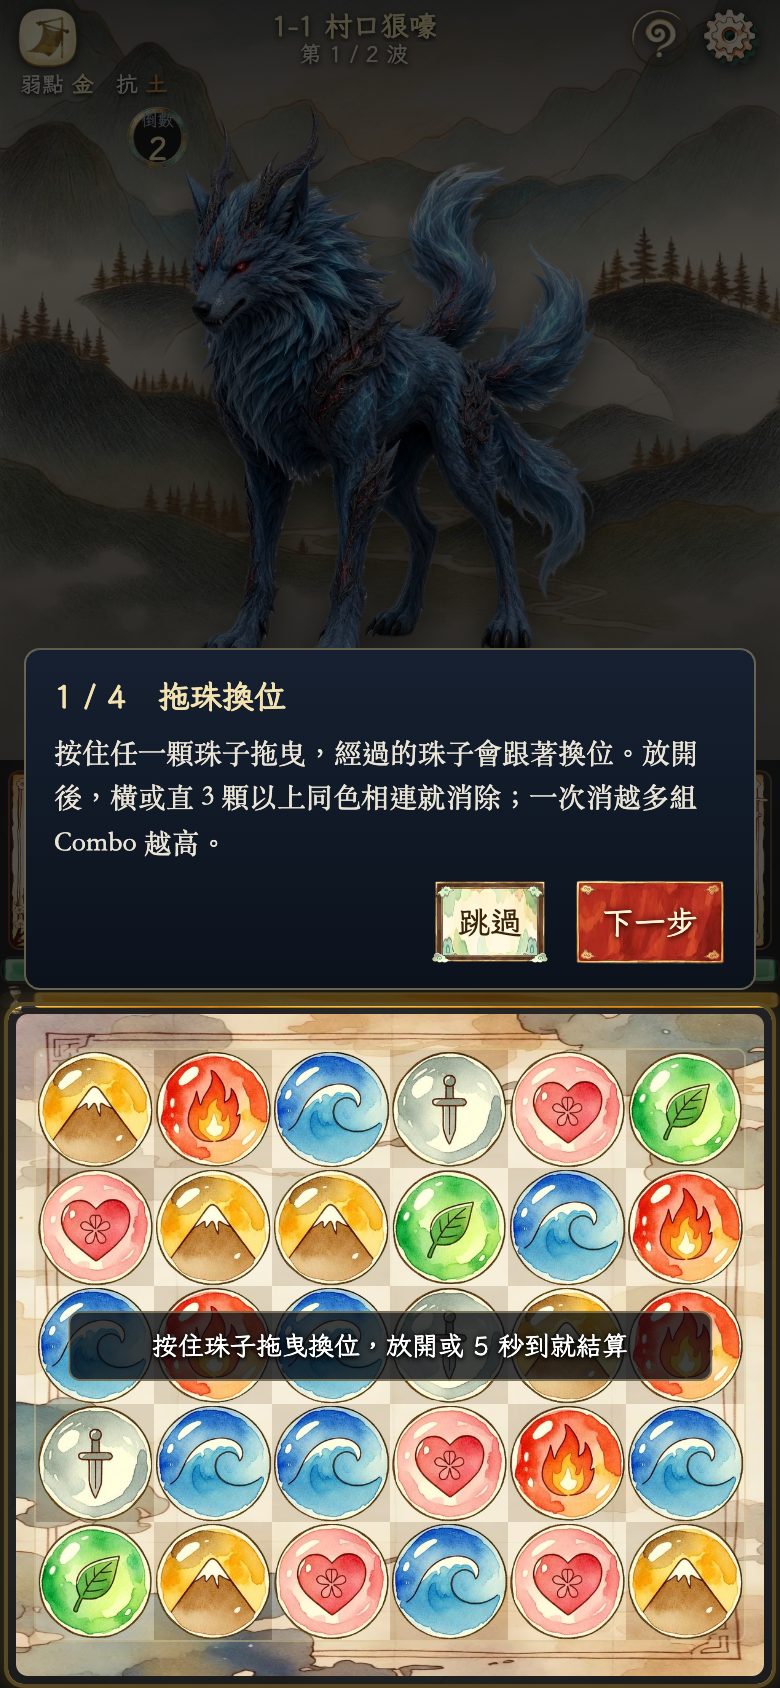 1-1 村口狼嚎
第 1 / 2 波
弱點 金 抗 土
倒數
2
1 / 4 拖珠換位
按住任一顆珠子拖曳，經過的珠子會跟著換位。放開
後，橫或直 3 顆以上同色相連就消除；一次消越多組
Combo 越高。
跳過
下一步
按住珠子拖曳換位，放開或 5 秒到就結算